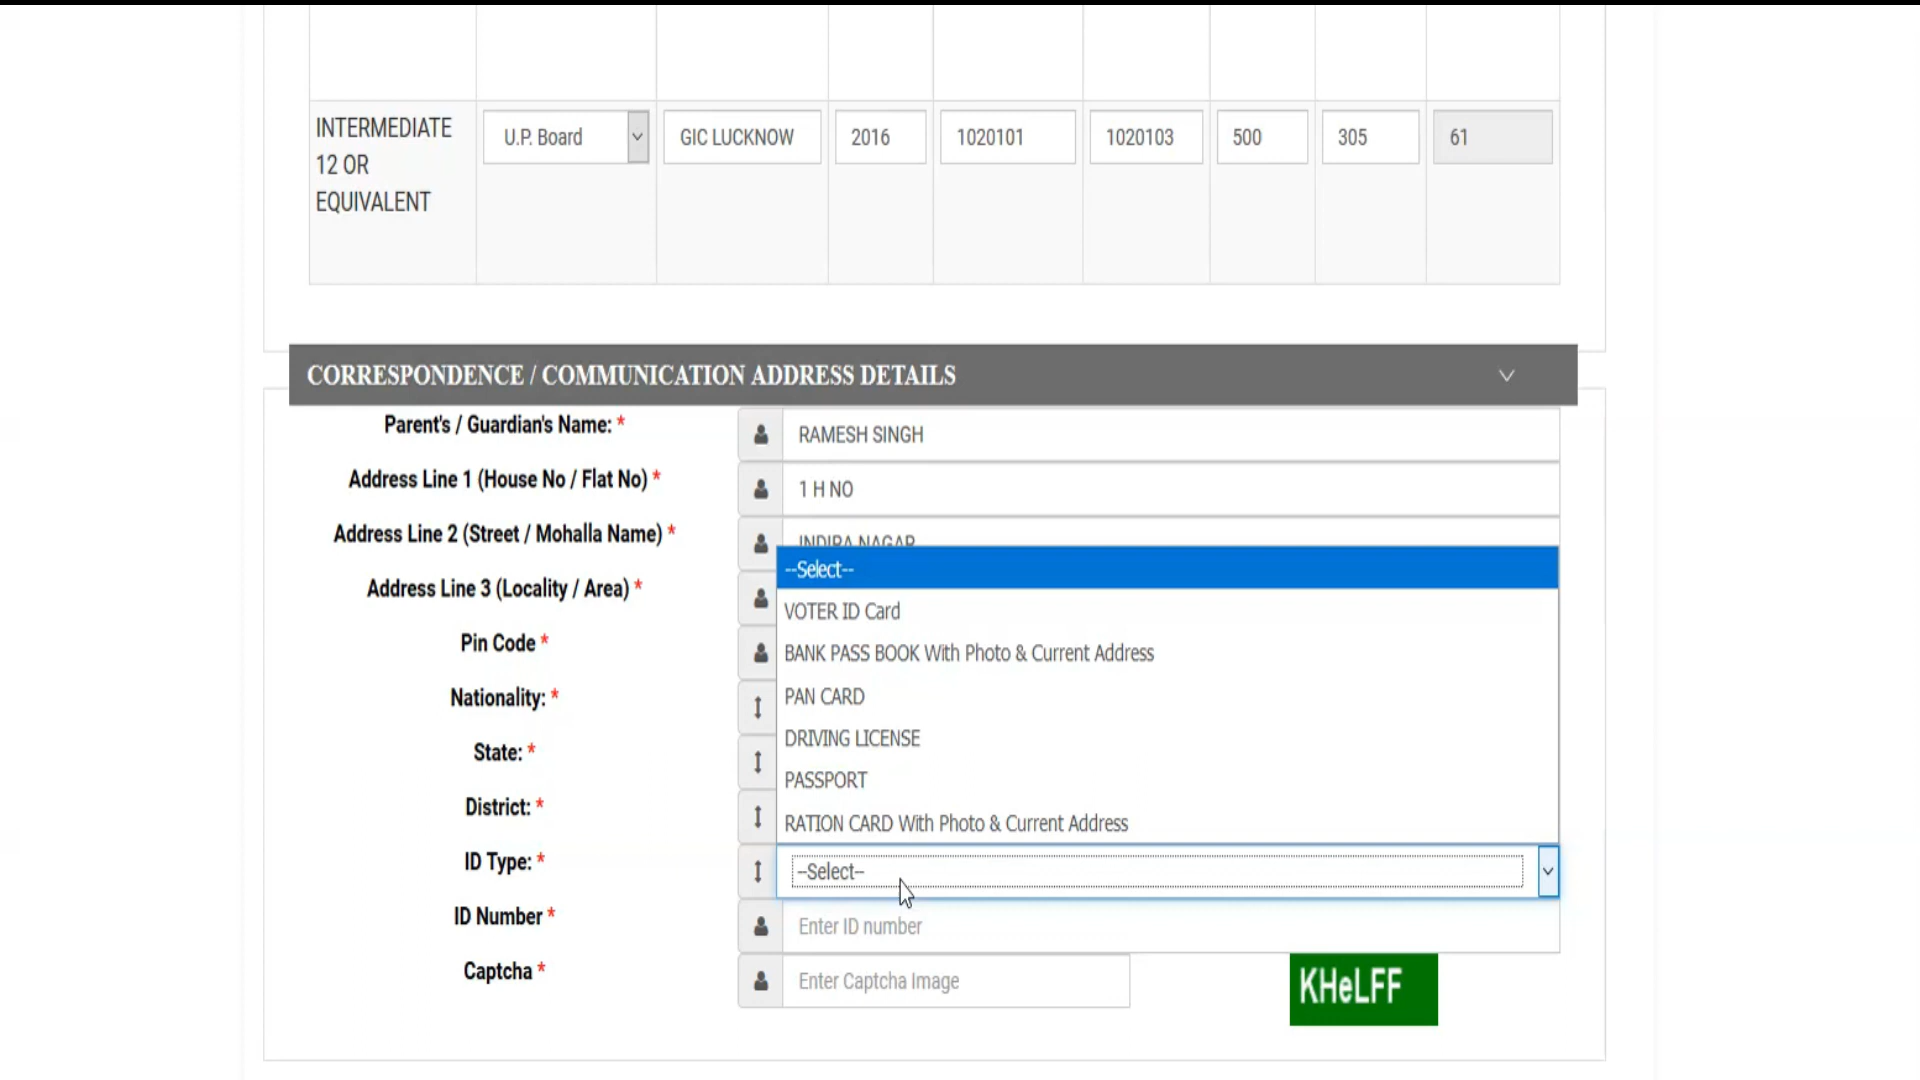 INTERMEDIATE
12 OR
EQUIVALENT
U.P. Board
GIC LUCKNOW
2016
1020101
1020103
500
305
61
CORRESPONDENCE / COMMUNICATION ADDRESS DETAILS
Parent's / Guardian's Name: *
RAMESH SINGH
Address Line 1 (House No / Flat No) *
1 H NO
Address Line 2 (Street / Mohalla Name) *
INDIRA NAGAR
--Select--
Address Line 3 (Locality / Area) *
VOTER ID Card
Pin Code *
BANK PASS BOOK With Photo & Current Address
Nationality: *
PAN CARD
State: *
DRIVING LICENSE
PASSPORT
District: *
RATION CARD With Photo & Current Address
ID Type: *
--Select--
ID Number *
Enter ID number
Captcha *
Enter Captcha Image
KHeLFF